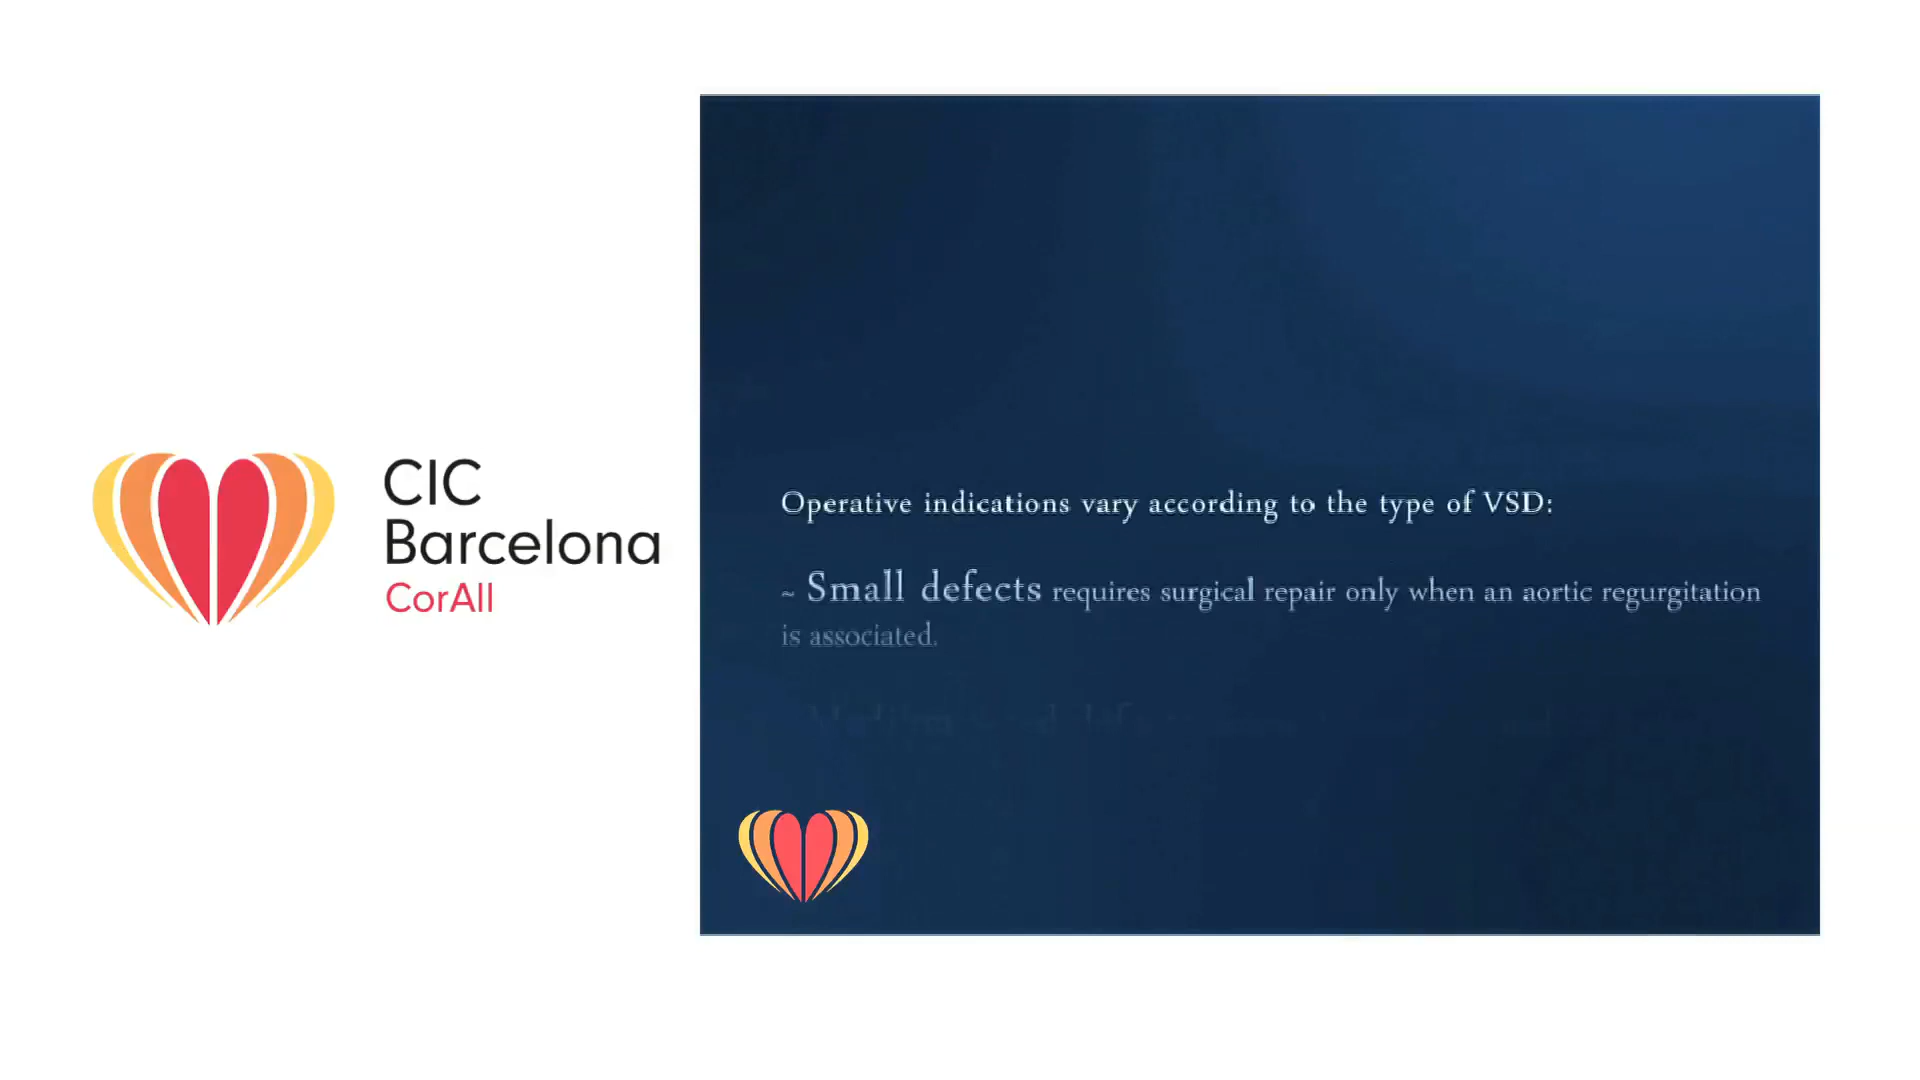 CIC
Barcelona
CorAll
Operative indications vary according to the type of VSD:
~ Small defects requires surgical repair only when an aortic regurgitation
is associated.